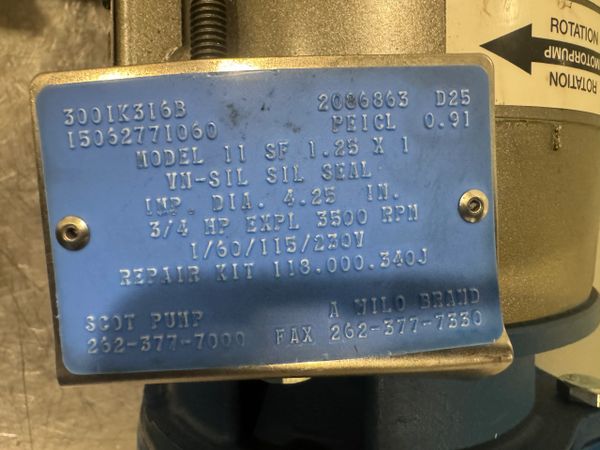 ROTATION
MOTORPUMP
ROTATION
3001K316B 2086863 D25
15062771060 PEICL 0.91
MODEL 11 SF 1.25 X 1
VN-SIL SIL SEAL
IMP. DIA. 4.25 IN.
3/4 HP EXPL 3500 RPM
1/60/115/230V
REPAIR KIT 118.000.340J
SCOT PUMP A WILO BRAND
262-377-7000 FAX 262-377-7330